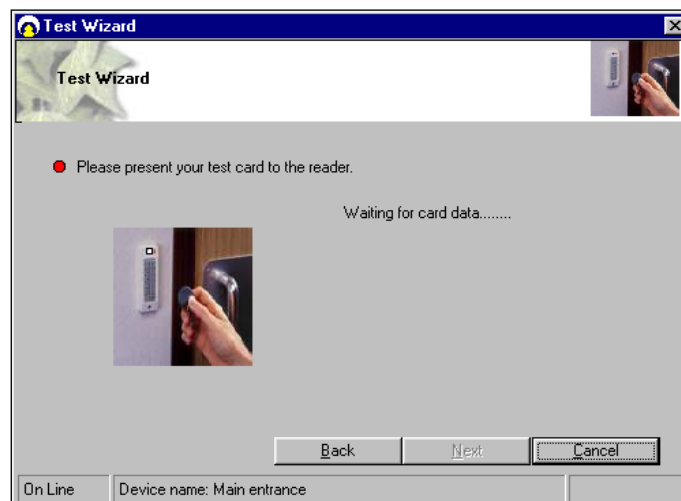 Test Wizard
Test Wizard
Please present your test card to the reader.
Waiting for card data........
Back
Next
Cancel
On Line
Device name: Main entrance